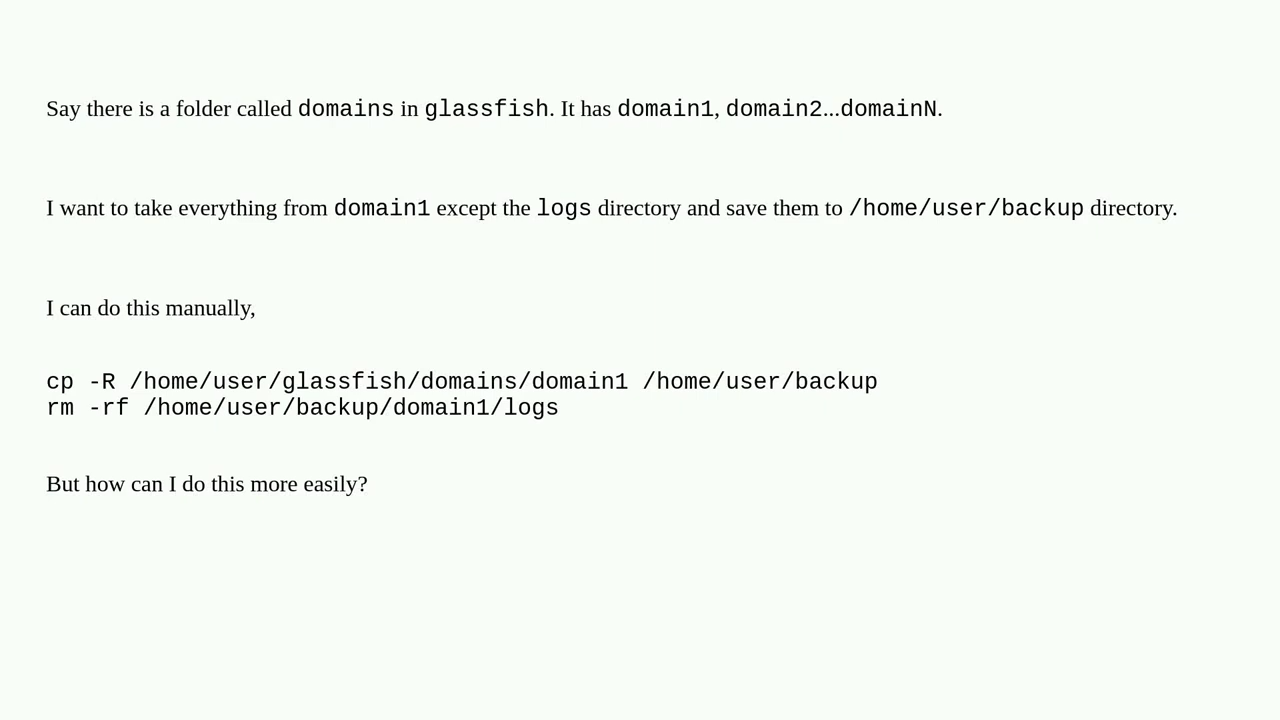 Say there is a folder called domains in glassfish. It has domain1, domain2...domainN.
I want to take everything from domain1 except the logs directory and save them to /home/user/backup directory.
I can do this manually,
cp -R /home/user/glassfish/domains/domain1 /home/user/backup
rm -rf /home/user/backup/domain1/logs
But how can I do this more easily?